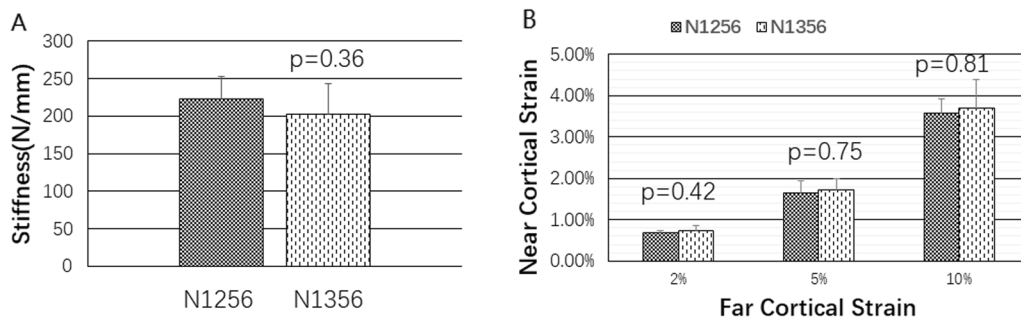 A
Stiffness(N/mm)
300
250
200
150
100
50
0
p=0.36
N1256
N1356
B
N1256
N1356
Near Cortical Strain
5.00%
4.00%
3.00%
2.00%
1.00%
0.00%
p=0.42
p=0.75
p=0.81
2%
5%
10%
Far Cortical Strain